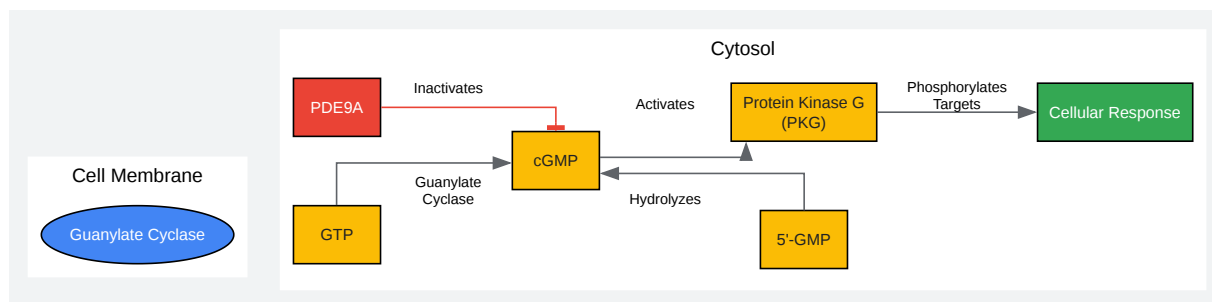 Cytosol
PDE9A
Inactivates
Activates
Protein Kinase G
(PKG)
Phosphorylates
Targets
Cellular Response
cGMP
Cell Membrane
Guanylate Cyclase
Guanylate
Cyclase
Hydrolyzes
GTP
5'-GMP